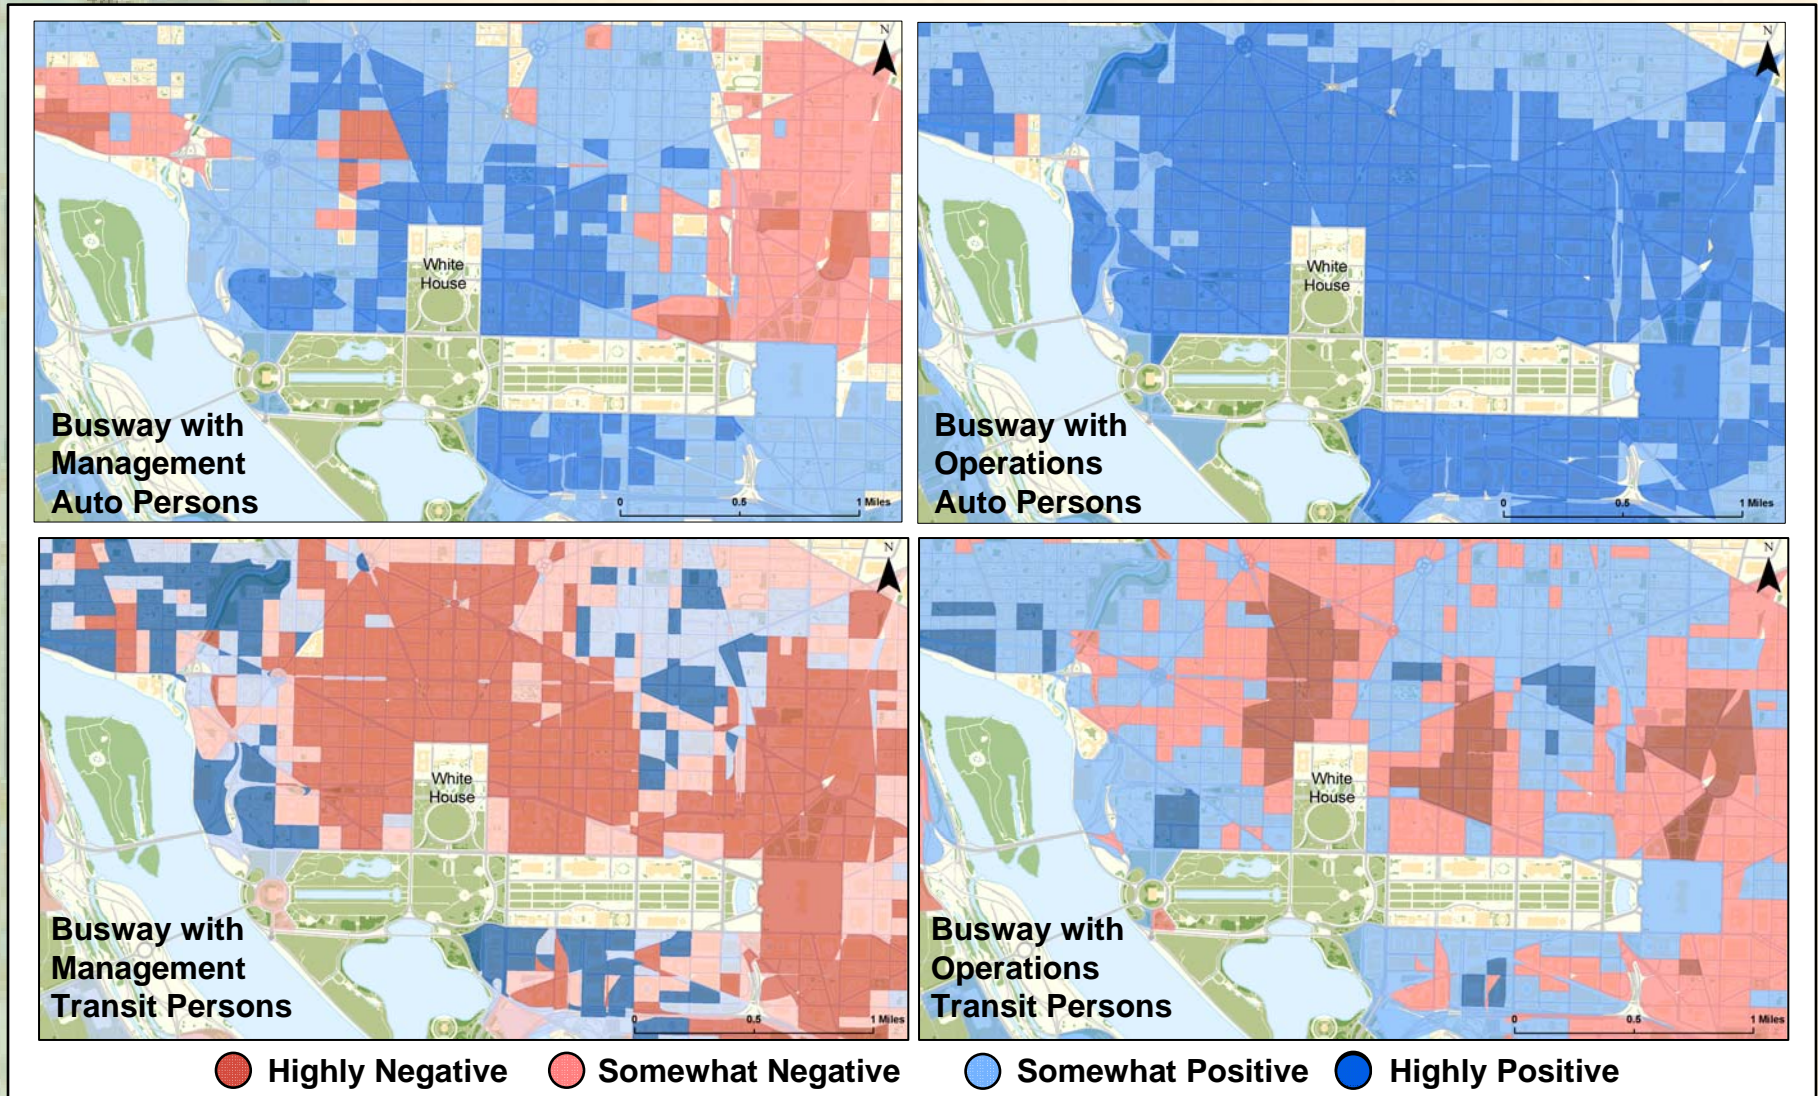 N
White
House
Busway with
Management
Auto Persons
0
0.5
1 Miles
N
White
House
Busway with
Operations
Auto Persons
0
0.5
1 Miles
N
White
House
Busway with
Management
Transit Persons
0
0.5
1 Miles
N
White
House
Busway with
Operations
Transit Persons
0
0.5
1 Miles
Highly Negative
Somewhat Negative
Somewhat Positive
Highly Positive